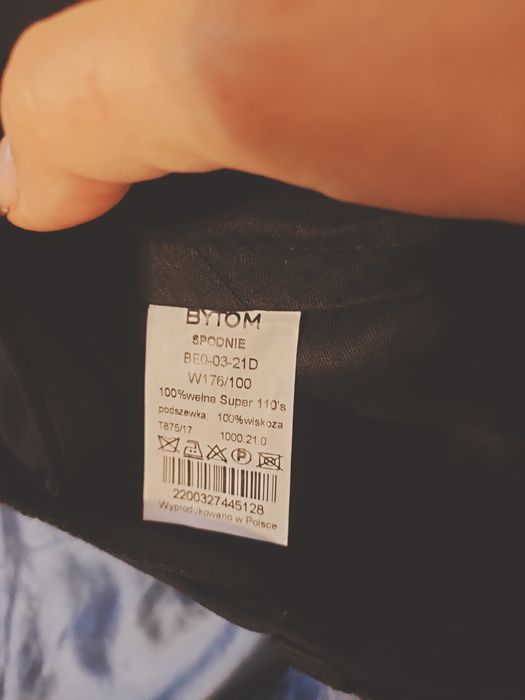 BYTOM
SPODNIE
BE0-03-21D
W176/100
100%wełna Super 110's
podszewka: 100%wiskoza
T875/17 1000.21.0
P
2200327445128
Wyprodukowano w Polsce